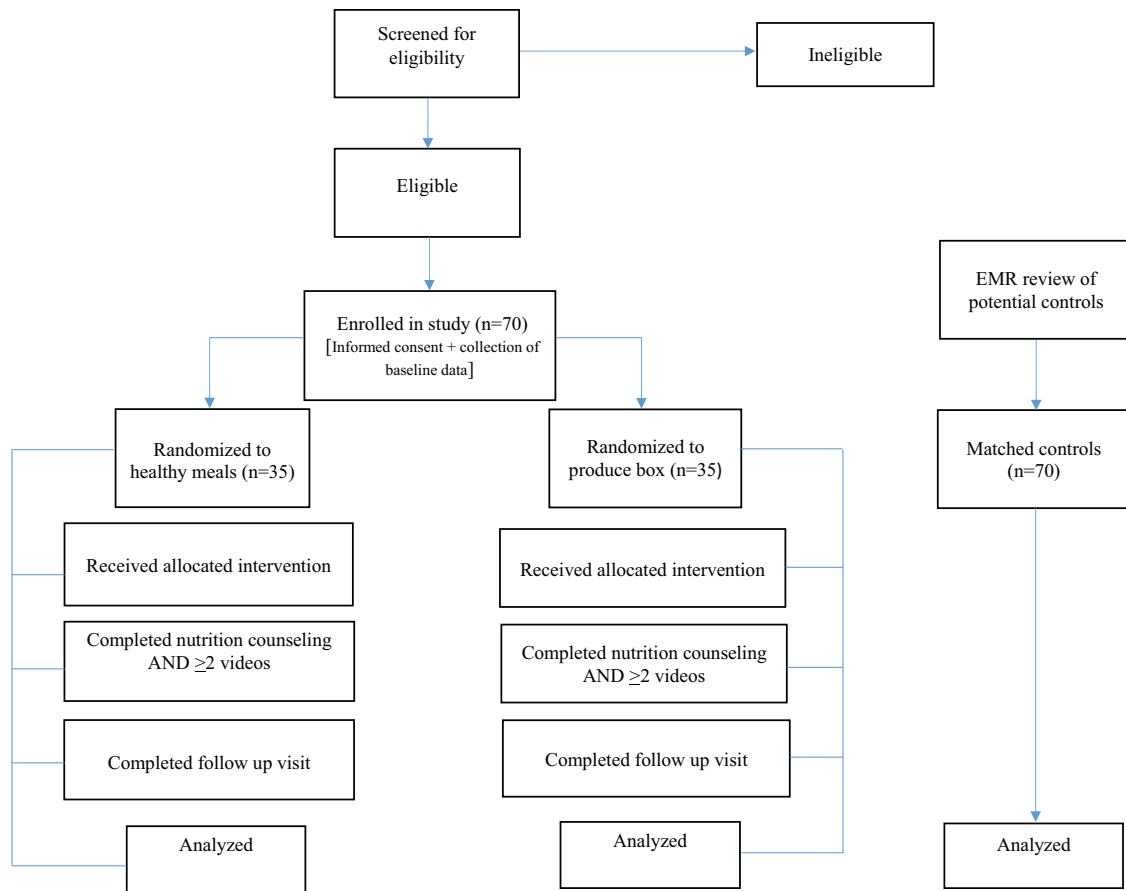 Screened for
eligibility
Ineligible
Eligible
EMR review of
potential controls
Enrolled in study (n=70)
[Informed consent + collection of
baseline data]
Randomized to
healthy meals (n=35)
Randomized to
produce box (n=35)
Matched controls
(n=70)
Received allocated intervention
Received allocated intervention
Completed nutrition counseling
AND ≥2 videos
Completed nutrition counseling
AND ≥2 videos
Completed follow up visit
Completed follow up visit
Analyzed
Analyzed
Analyzed